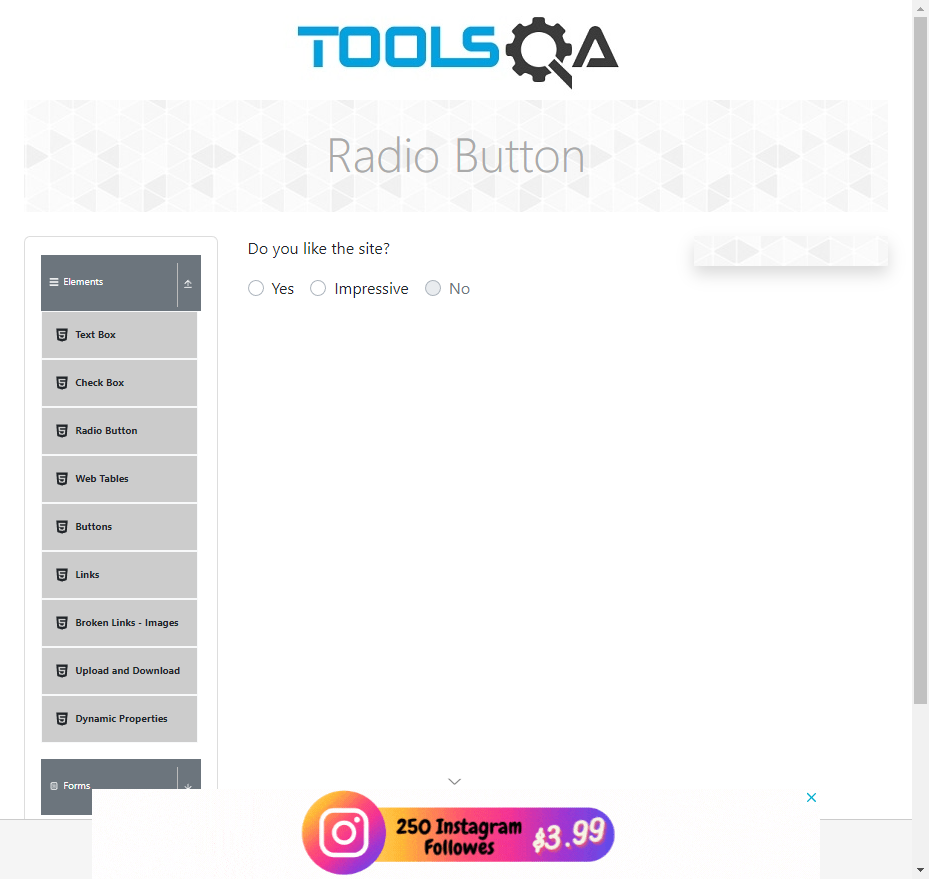 TOOLSQA
Radio Button
Do you like the site?
Yes
Impressive
No
Elements
Text Box
Check Box
Radio Button
Web Tables
Buttons
Links
Broken Links - Images
Upload and Download
Dynamic Properties
Forms
250 Instagram
Followes
$3.99